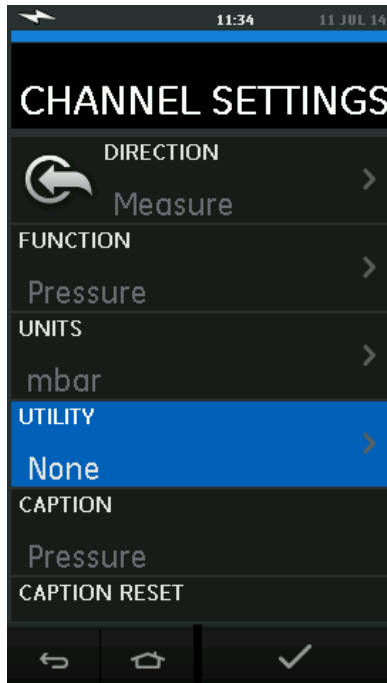 11:34 11 JUL 14
CHANNEL SETTINGS
DIRECTION
Measure
FUNCTION
Pressure
UNITS
mbar
UTILITY
None
CAPTION
Pressure
CAPTION RESET